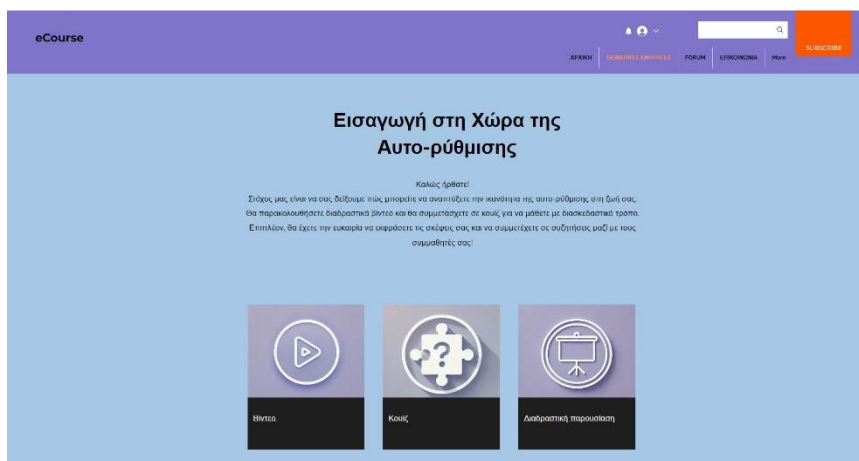 eCourse
SUBSCRIBE
ΑΡΧΙΚΗ
ΘΕΜΑΤΙΚΕΣ ΕΝΟΤΗΤΕΣ
FORUM
ΕΠΙΚΟΙΝΩΝΙΑ
More
Εισαγωγή στη Χώρα της
Αυτο-ρύθμισης
Καλώς ήρθατε!
Στόχος μας είναι να σας δείξουμε πώς μπορείτε να αναπτύξετε την ικανότητα της αυτο-ρύθμισης στη ζωή σας.
Θα παρακολουθήσετε διαδραστικά βίντεο και θα συμμετάσχετε σε κουίζ για να μάθετε με διασκεδαστικό τρόπο.
Επιπλέον, θα έχετε την ευκαιρία να εκφράσετε τις σκέψεις σας και να συμμετέχετε σε συζητήσεις μαζί με τους
συμμαθητές σας!
Βίντεο.
Κουίζ
Διαδραστική παρουσίαση